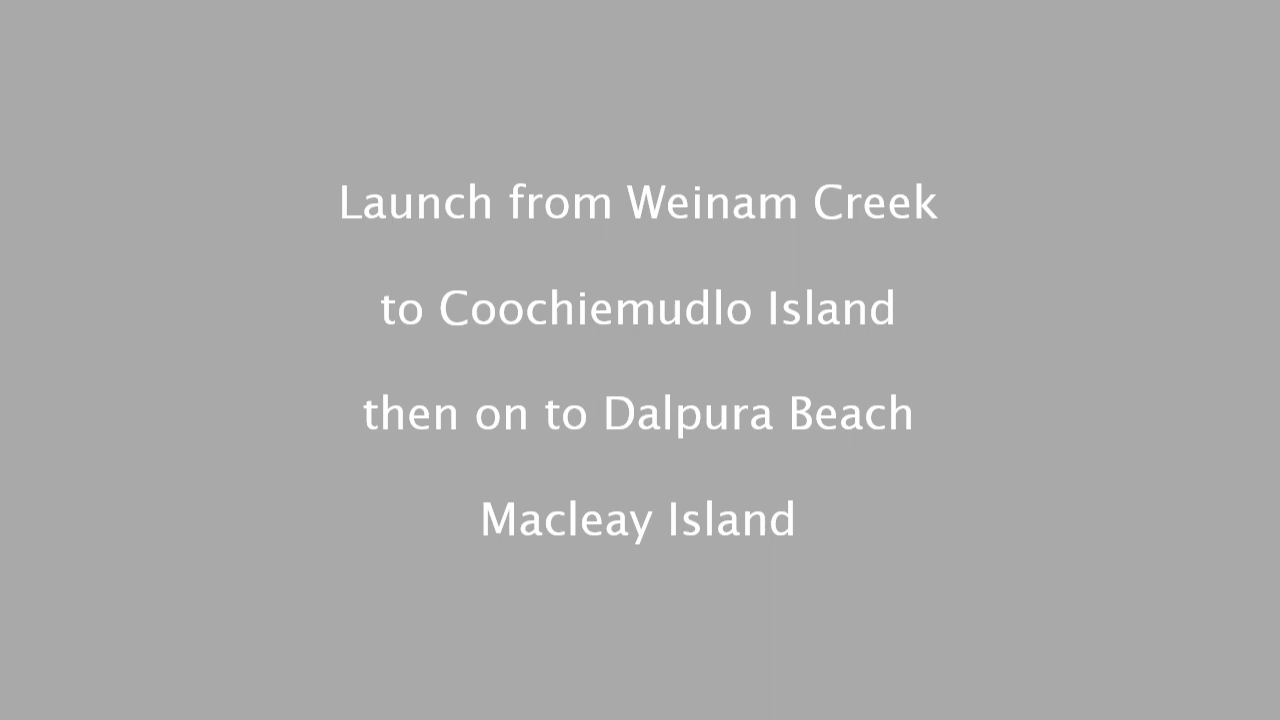 Launch from Weinam Creek
to Coochiemudlo Island
then on to Dalpura Beach
Macleay Island